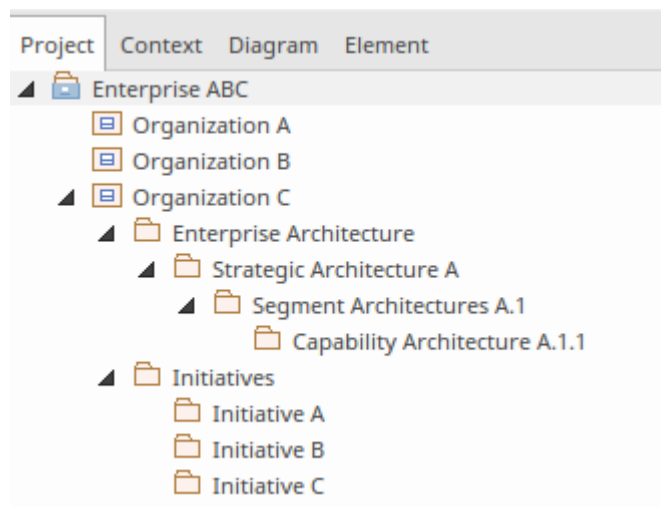 Project Context Diagram Element
Enterprise ABC
Organization A
Organization B
Organization C
Enterprise Architecture
Strategic Architecture A
Segment Architectures A.1
Capability Architecture A.1.1
Initiatives
Initiative A
Initiative B
Initiative C